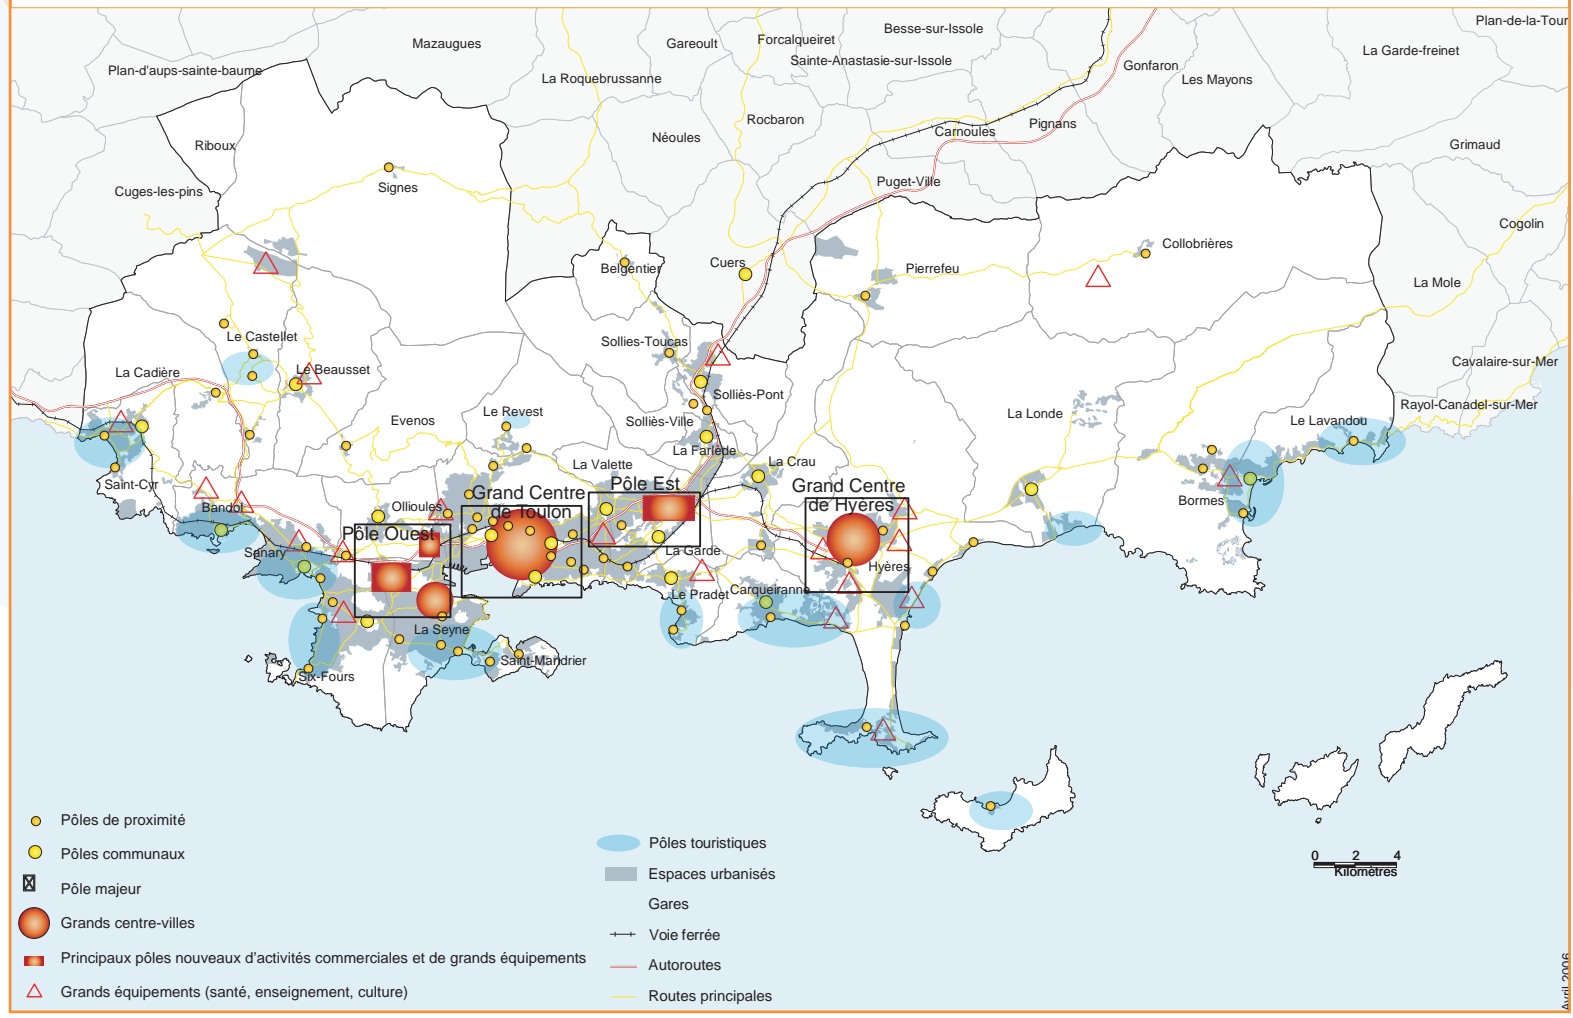 Plan-de-la-Tour
Besse-sur-Issole
Forcalqueiret
Mazaugues
Gareoult
La Garde-freinet
Sainte-Anastasie-sur-Issole
Gonfaron
Plan-d'aups-sainte-baume
La Roquebrussanne
Les Mayons
Rocbaron
Pignans
Carnoules
Néoules
Riboux
Grimaud
Puget-Ville
Signes
Cuges-les-pins
Cogolin
Collobrières
Cuers
Belgentier
Pierrefeu
La Mole
Le Castellet
Sollies-Toucas
Cavalaire-sur-Mer
La Cadière
Le Beausset
Solliès-Pont
Rayol-Canadel-sur-Mer
Le Revest
La Londe
Evenos
Solliès-Ville
Le Lavandou
La Farlède
La Valette
La Crau
Saint-Cyr
Pôle Est
Grand Centre
de Hyères
Grand Centre
de Toulon
Bormes
Bandol
Ollioules
Pôle Ouest
Sanary
La Garde
Hyères
Carqueiranne
Le Pradet
La Seyne
Saint-Mandrier
Six-Fours
Pôles de proximité
Pôles communaux
Pôle majeur
Grands centre-villes
Principaux pôles nouveaux d'activités commerciales et de grands équipements
Grands équipements (santé, enseignement, culture)
Pôles touristiques
Espaces urbanisés
Gares
Voie ferrée
Autoroutes
Routes principales
0 2 4
Kilomètres
Avril 2006